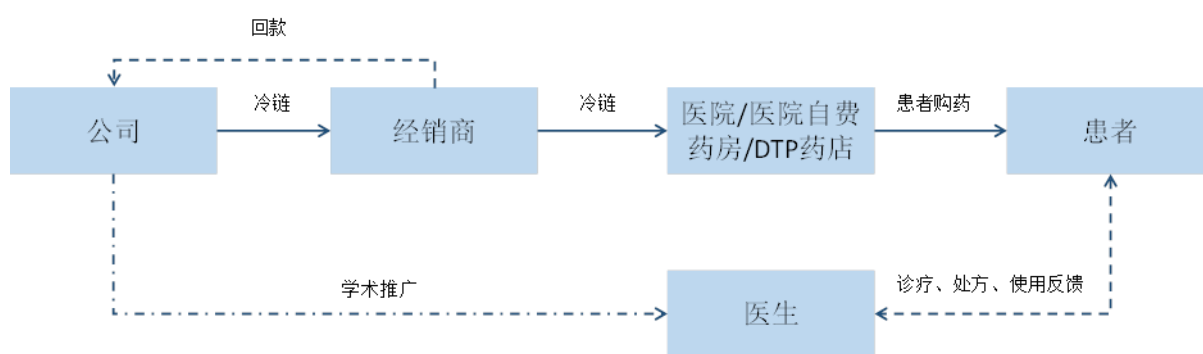 回款
公司
冷链
经销商
冷链
医院/医院自费
药房/DTP药店
患者购药
患者
学术推广
医生
诊疗、处方、使用反馈